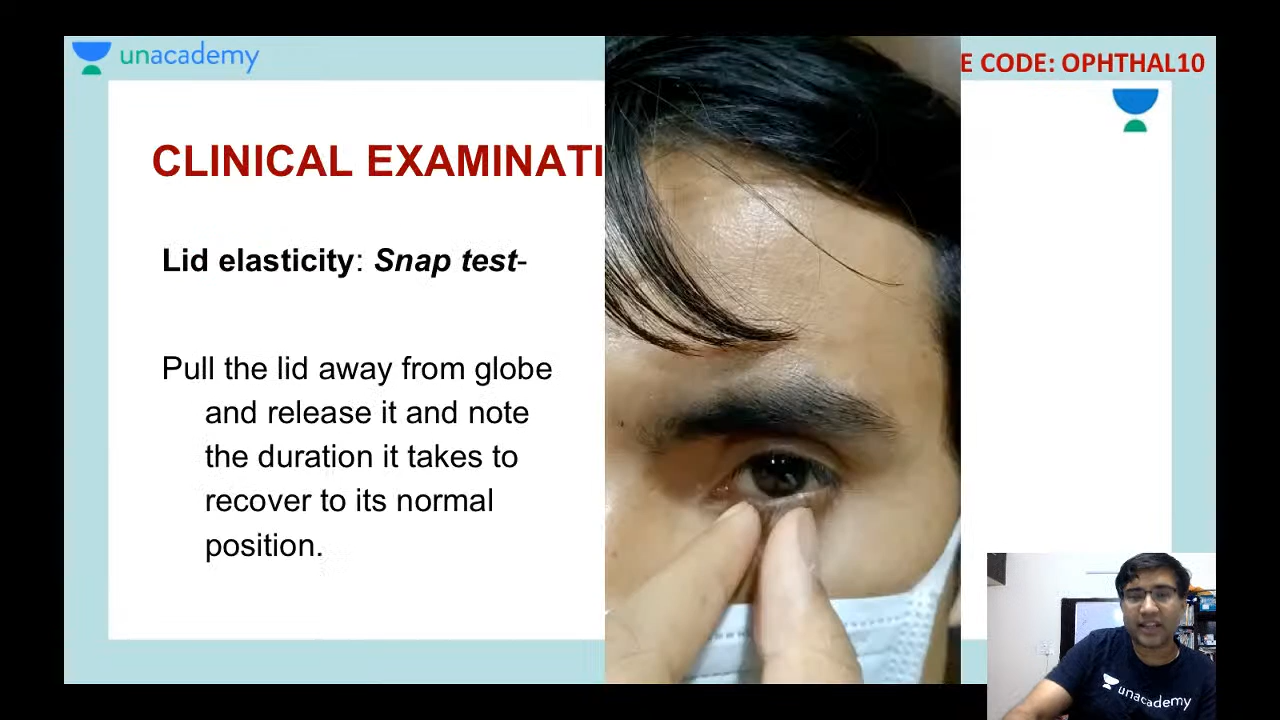 unacademy
E CODE: OPHTHAL10
CLINICAL EXAMINATI
Lid elasticity: Snap test-
Pull the lid away from globe
and release it and note
the duration it takes to
recover to its normal
position.
unacademy